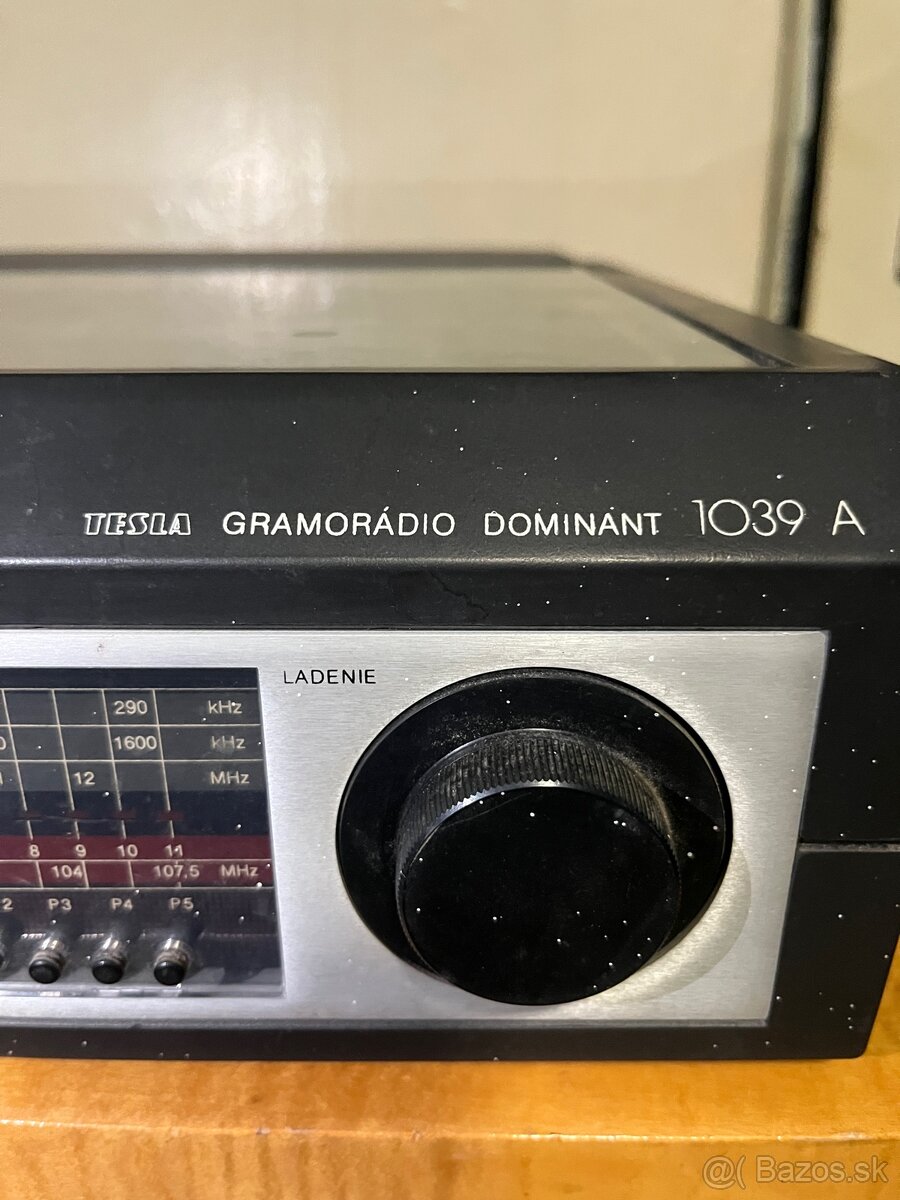 TESLA GRAMORÁDIO DOMINANT 1039 A
LADENIE
290 kHz
1600 kHz
12 MHz
8 9 10 11
104 107,5 MHz
2 P3 P4 P5
@( Bazos.sk